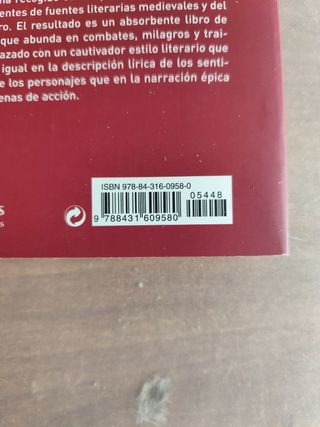 entes de fuentes literarias medievales y del
ro. El resultado es un absorbente libro de
que abunda en combates, milagros y trai-
azado con un cautivador estilo literario que
igual en la descripción lírica de los senti-
e los personajes que en la narración épica
enas de acción.
ISBN 978-84-316-0958-0
05448
9 788431 609580
S
s